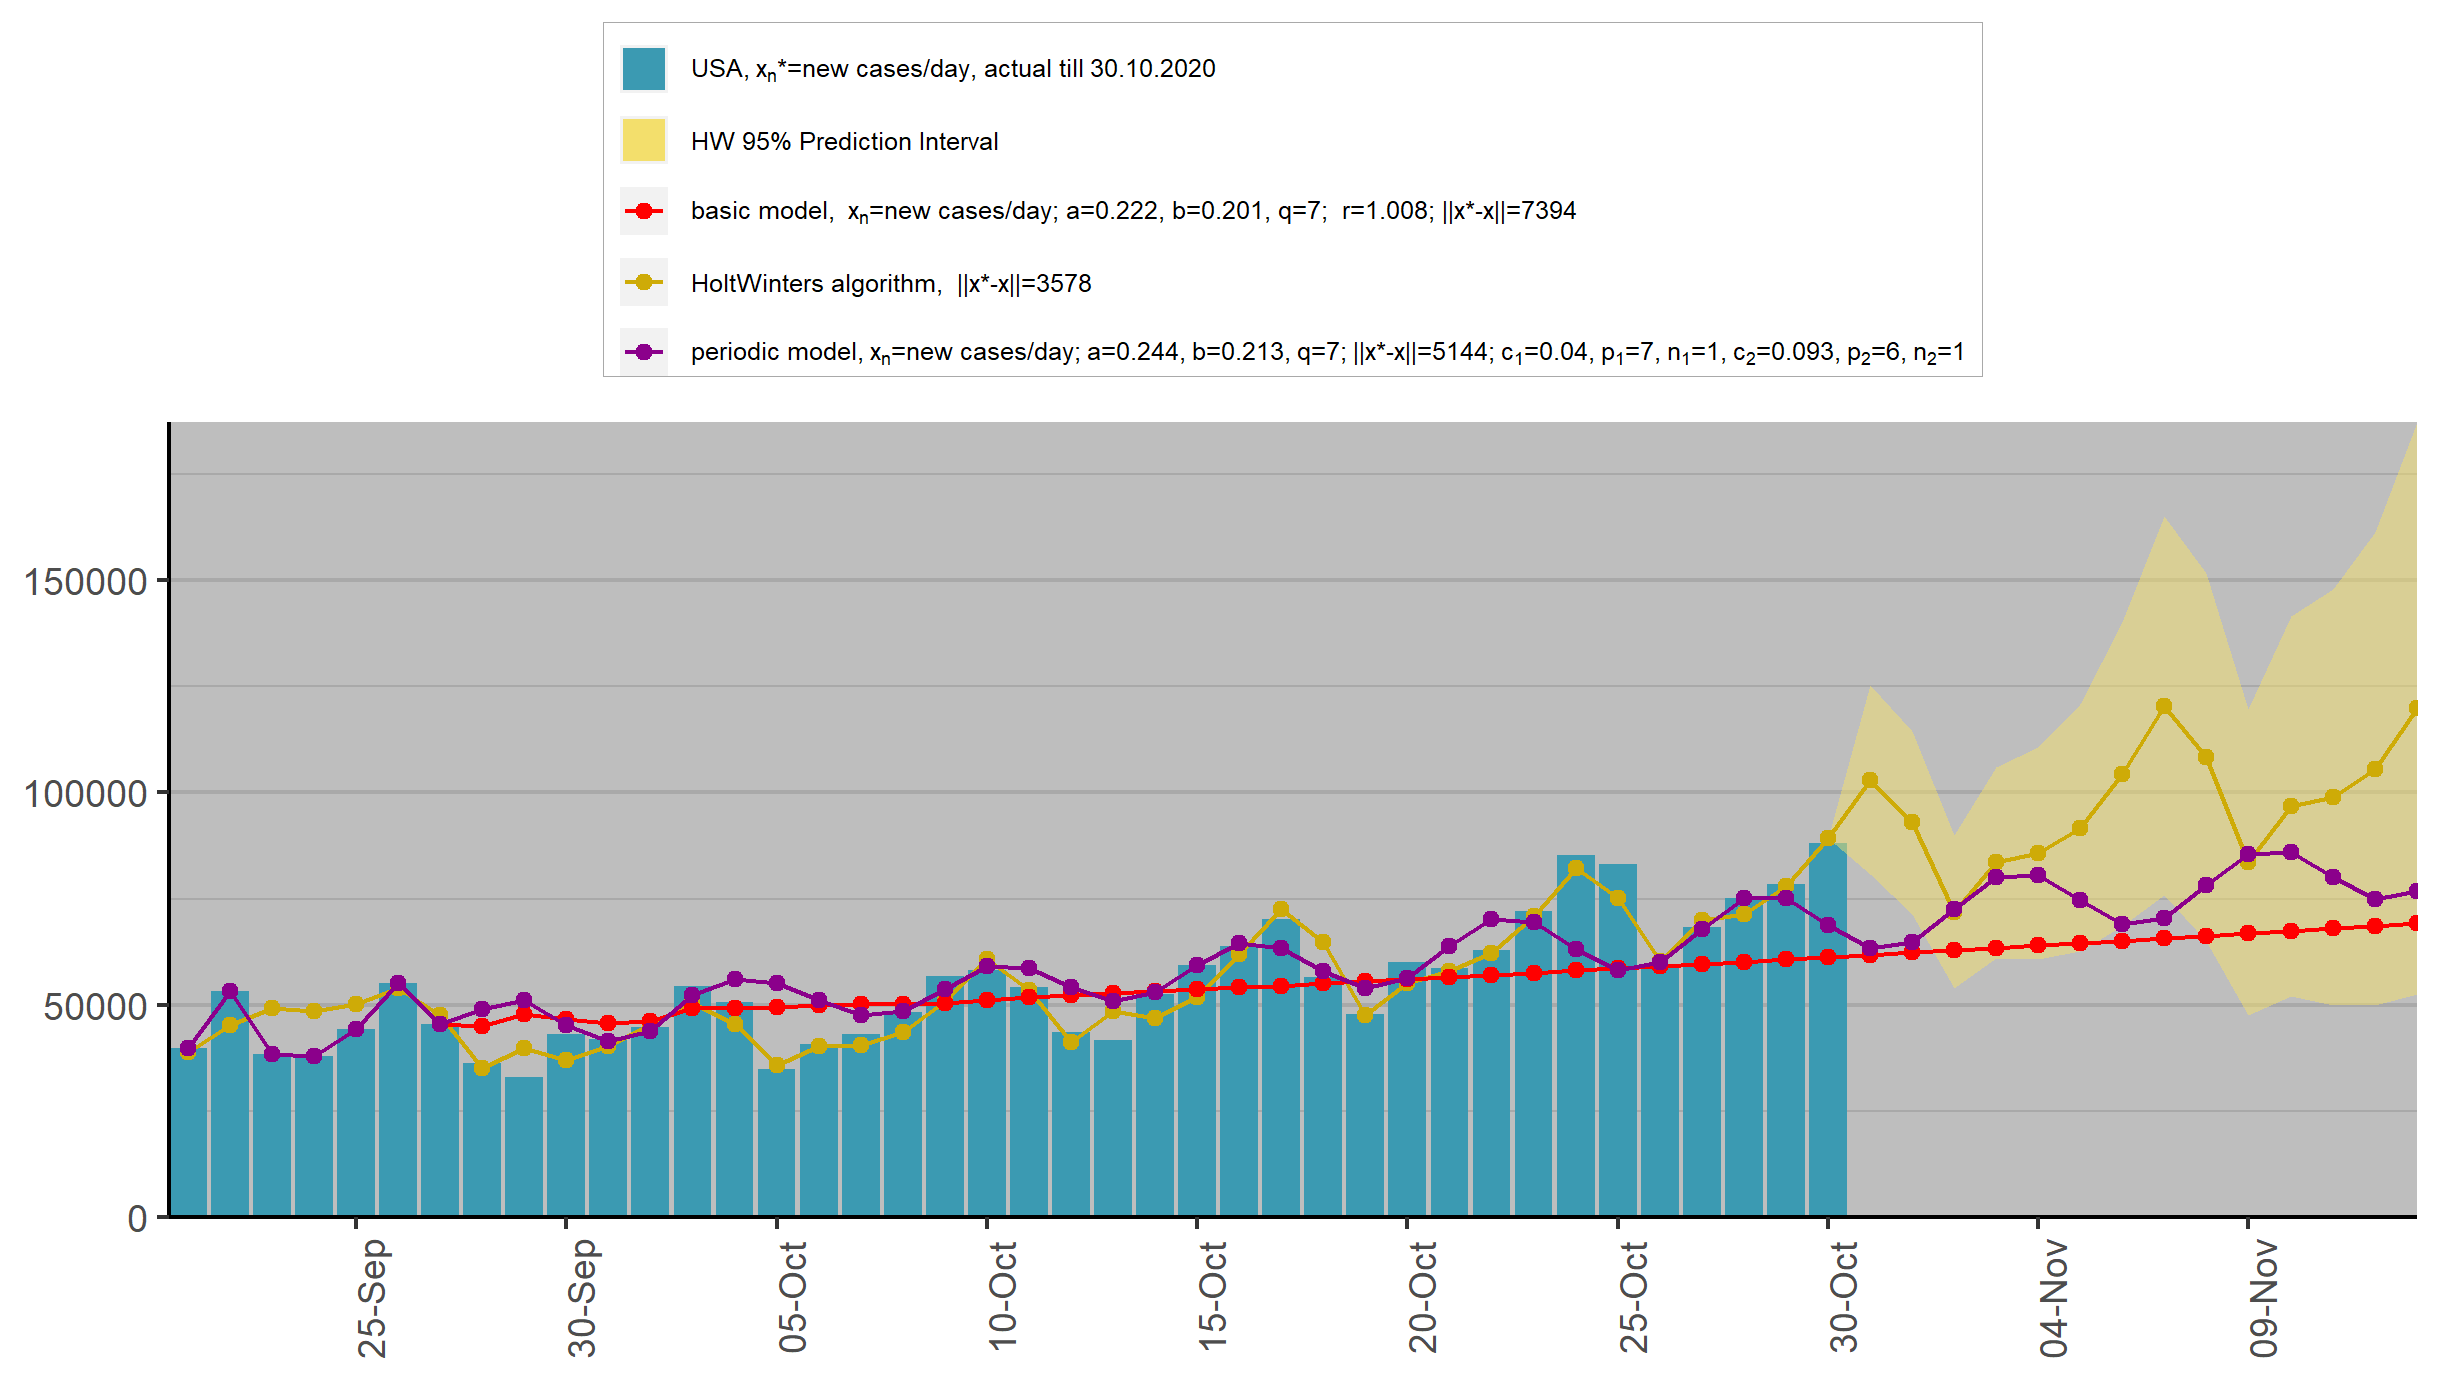 USA, xₙ*=new cases/day, actual till 30.10.2020
HW 95% Prediction Interval
basic model,  xₙ=new cases/day; a=0.222, b=0.201, q=7;  r=1.008; ||x*-x||=7394
HoltWinters algorithm,  ||x*-x||=3578
periodic model, xₙ=new cases/day; a=0.244, b=0.213, q=7; ||x*-x||=5144; c₁=0.04, p₁=7, n₁=1, c₂=0.093, p₂=6, n₂=1
150000
100000
50000
0
25-Sep
30-Sep
05-Oct
10-Oct
15-Oct
20-Oct
25-Oct
30-Oct
04-Nov
09-Nov